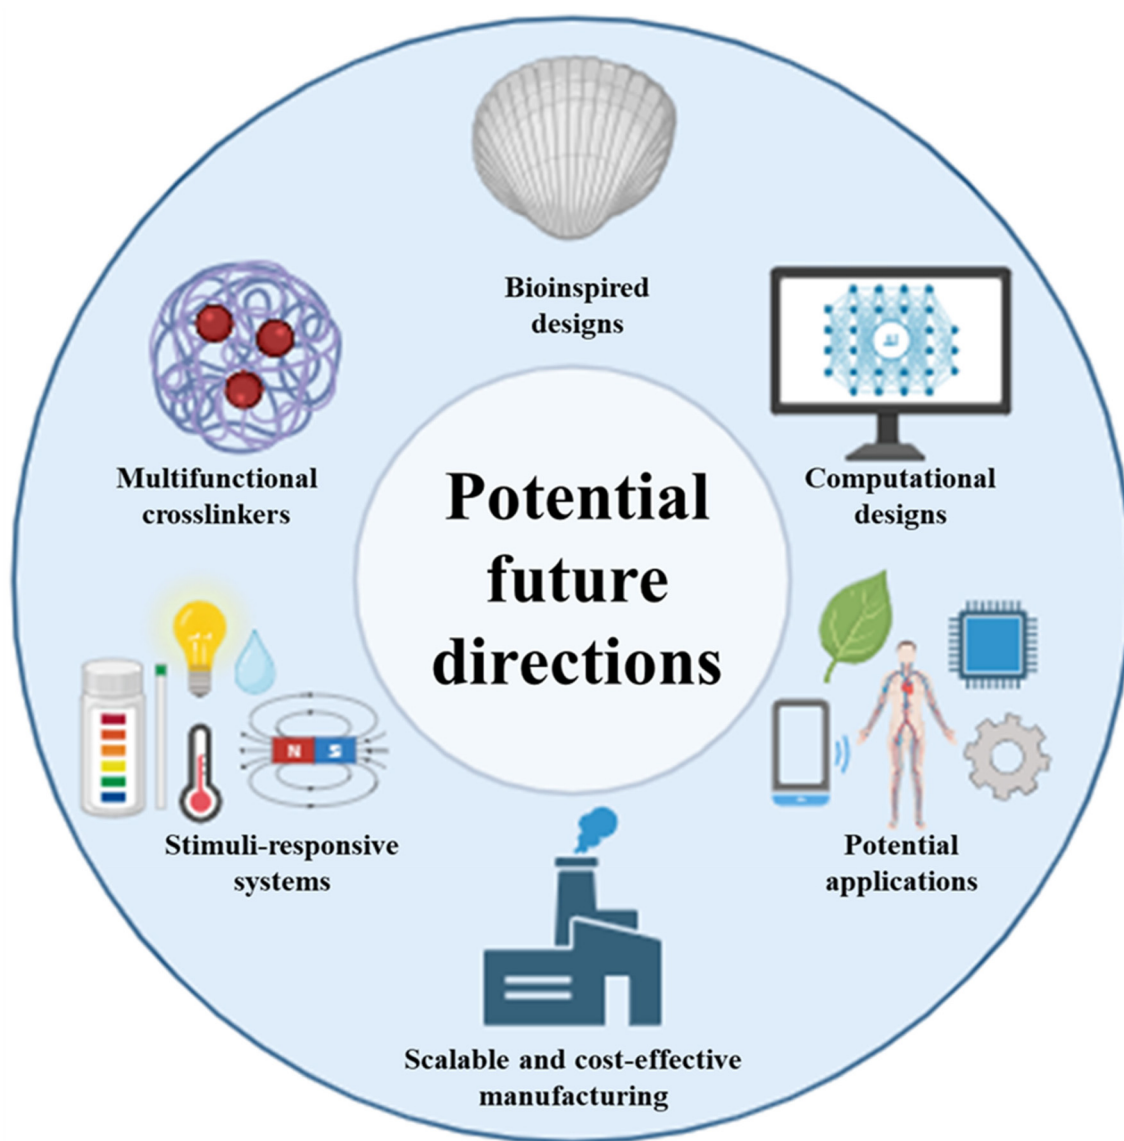 Bioinspired
designs
Multifunctional
crosslinkers
Computational
designs
Potential
future
directions
N S
Stimuli-responsive
systems
Potential
applications
Scalable and cost-effective
manufacturing